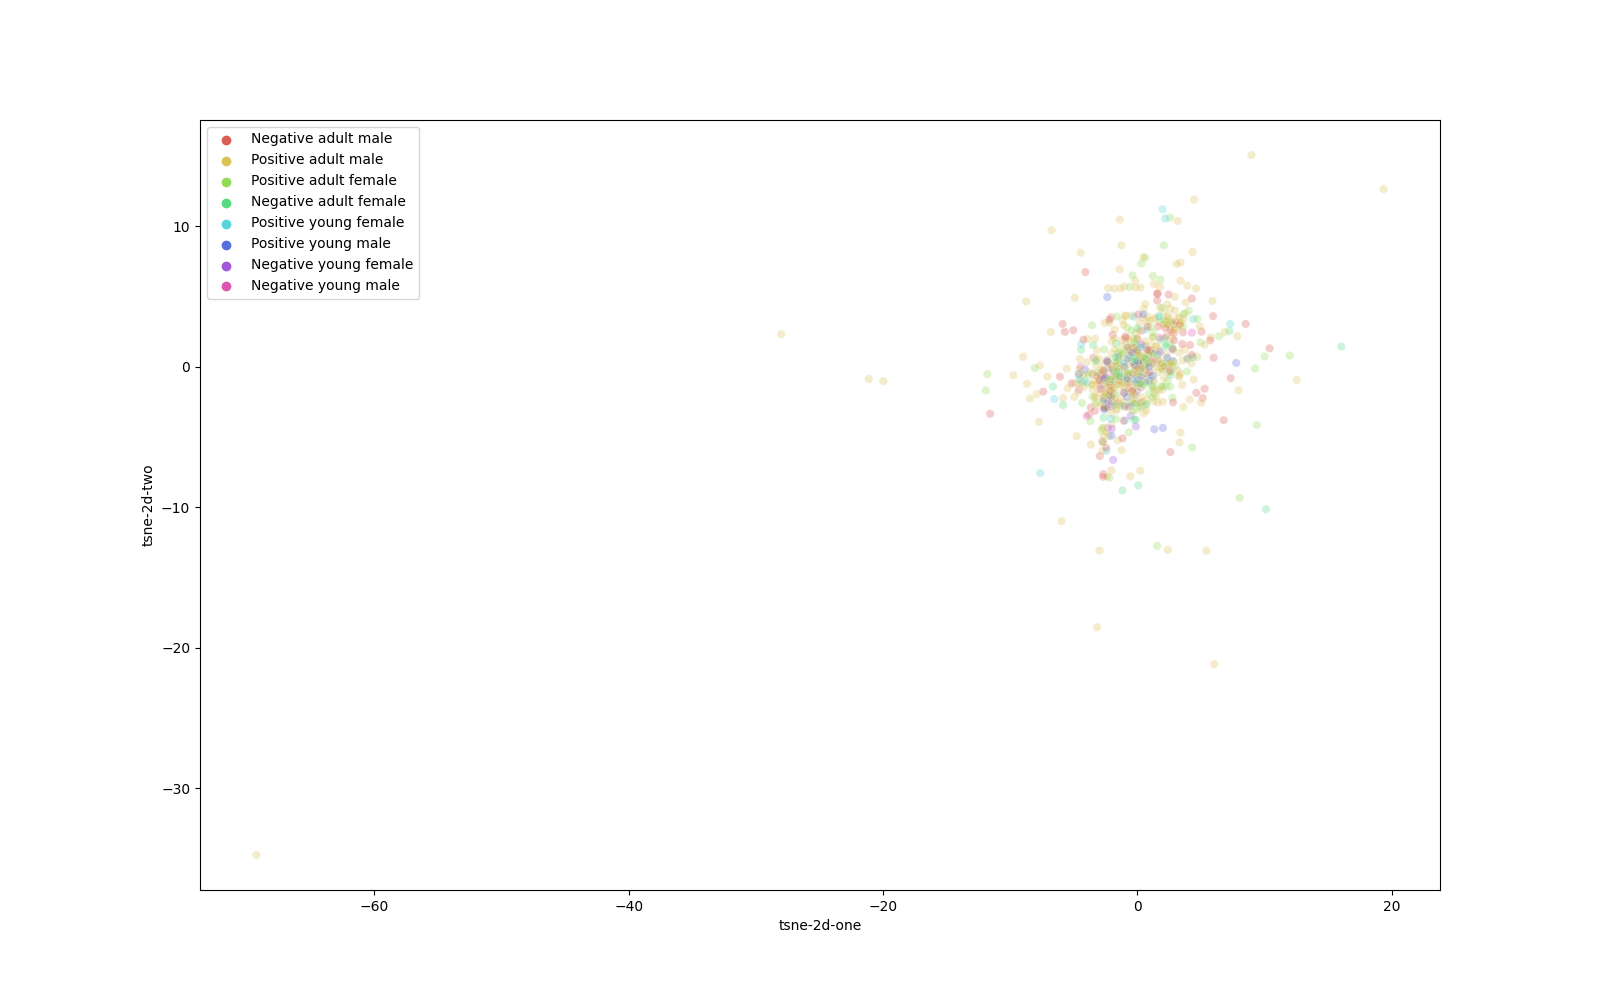 Negative adult male
Positive adult male
Positive adult female
Negative adult female
Positive young female
Positive young male
Negative young female
Negative young male
10
0
−10
−20
−30
tsne-2d-two
−60
−40
−20
0
20
tsne-2d-one